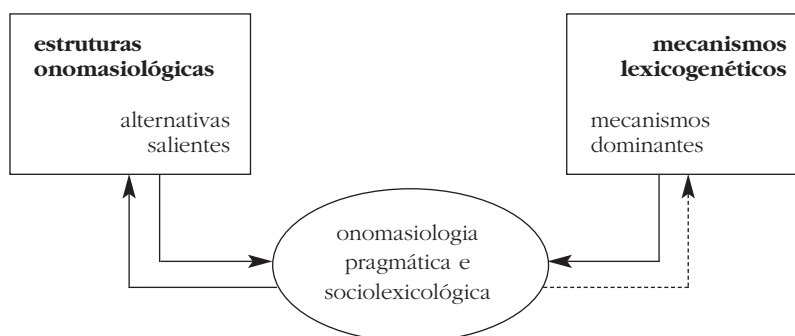 estruturas
onomasiológicas
alternativas
salientes
mecanismos
lexicogenéticos
mecanismos
dominantes
onomasiologia
pragmática e
sociolexicológica